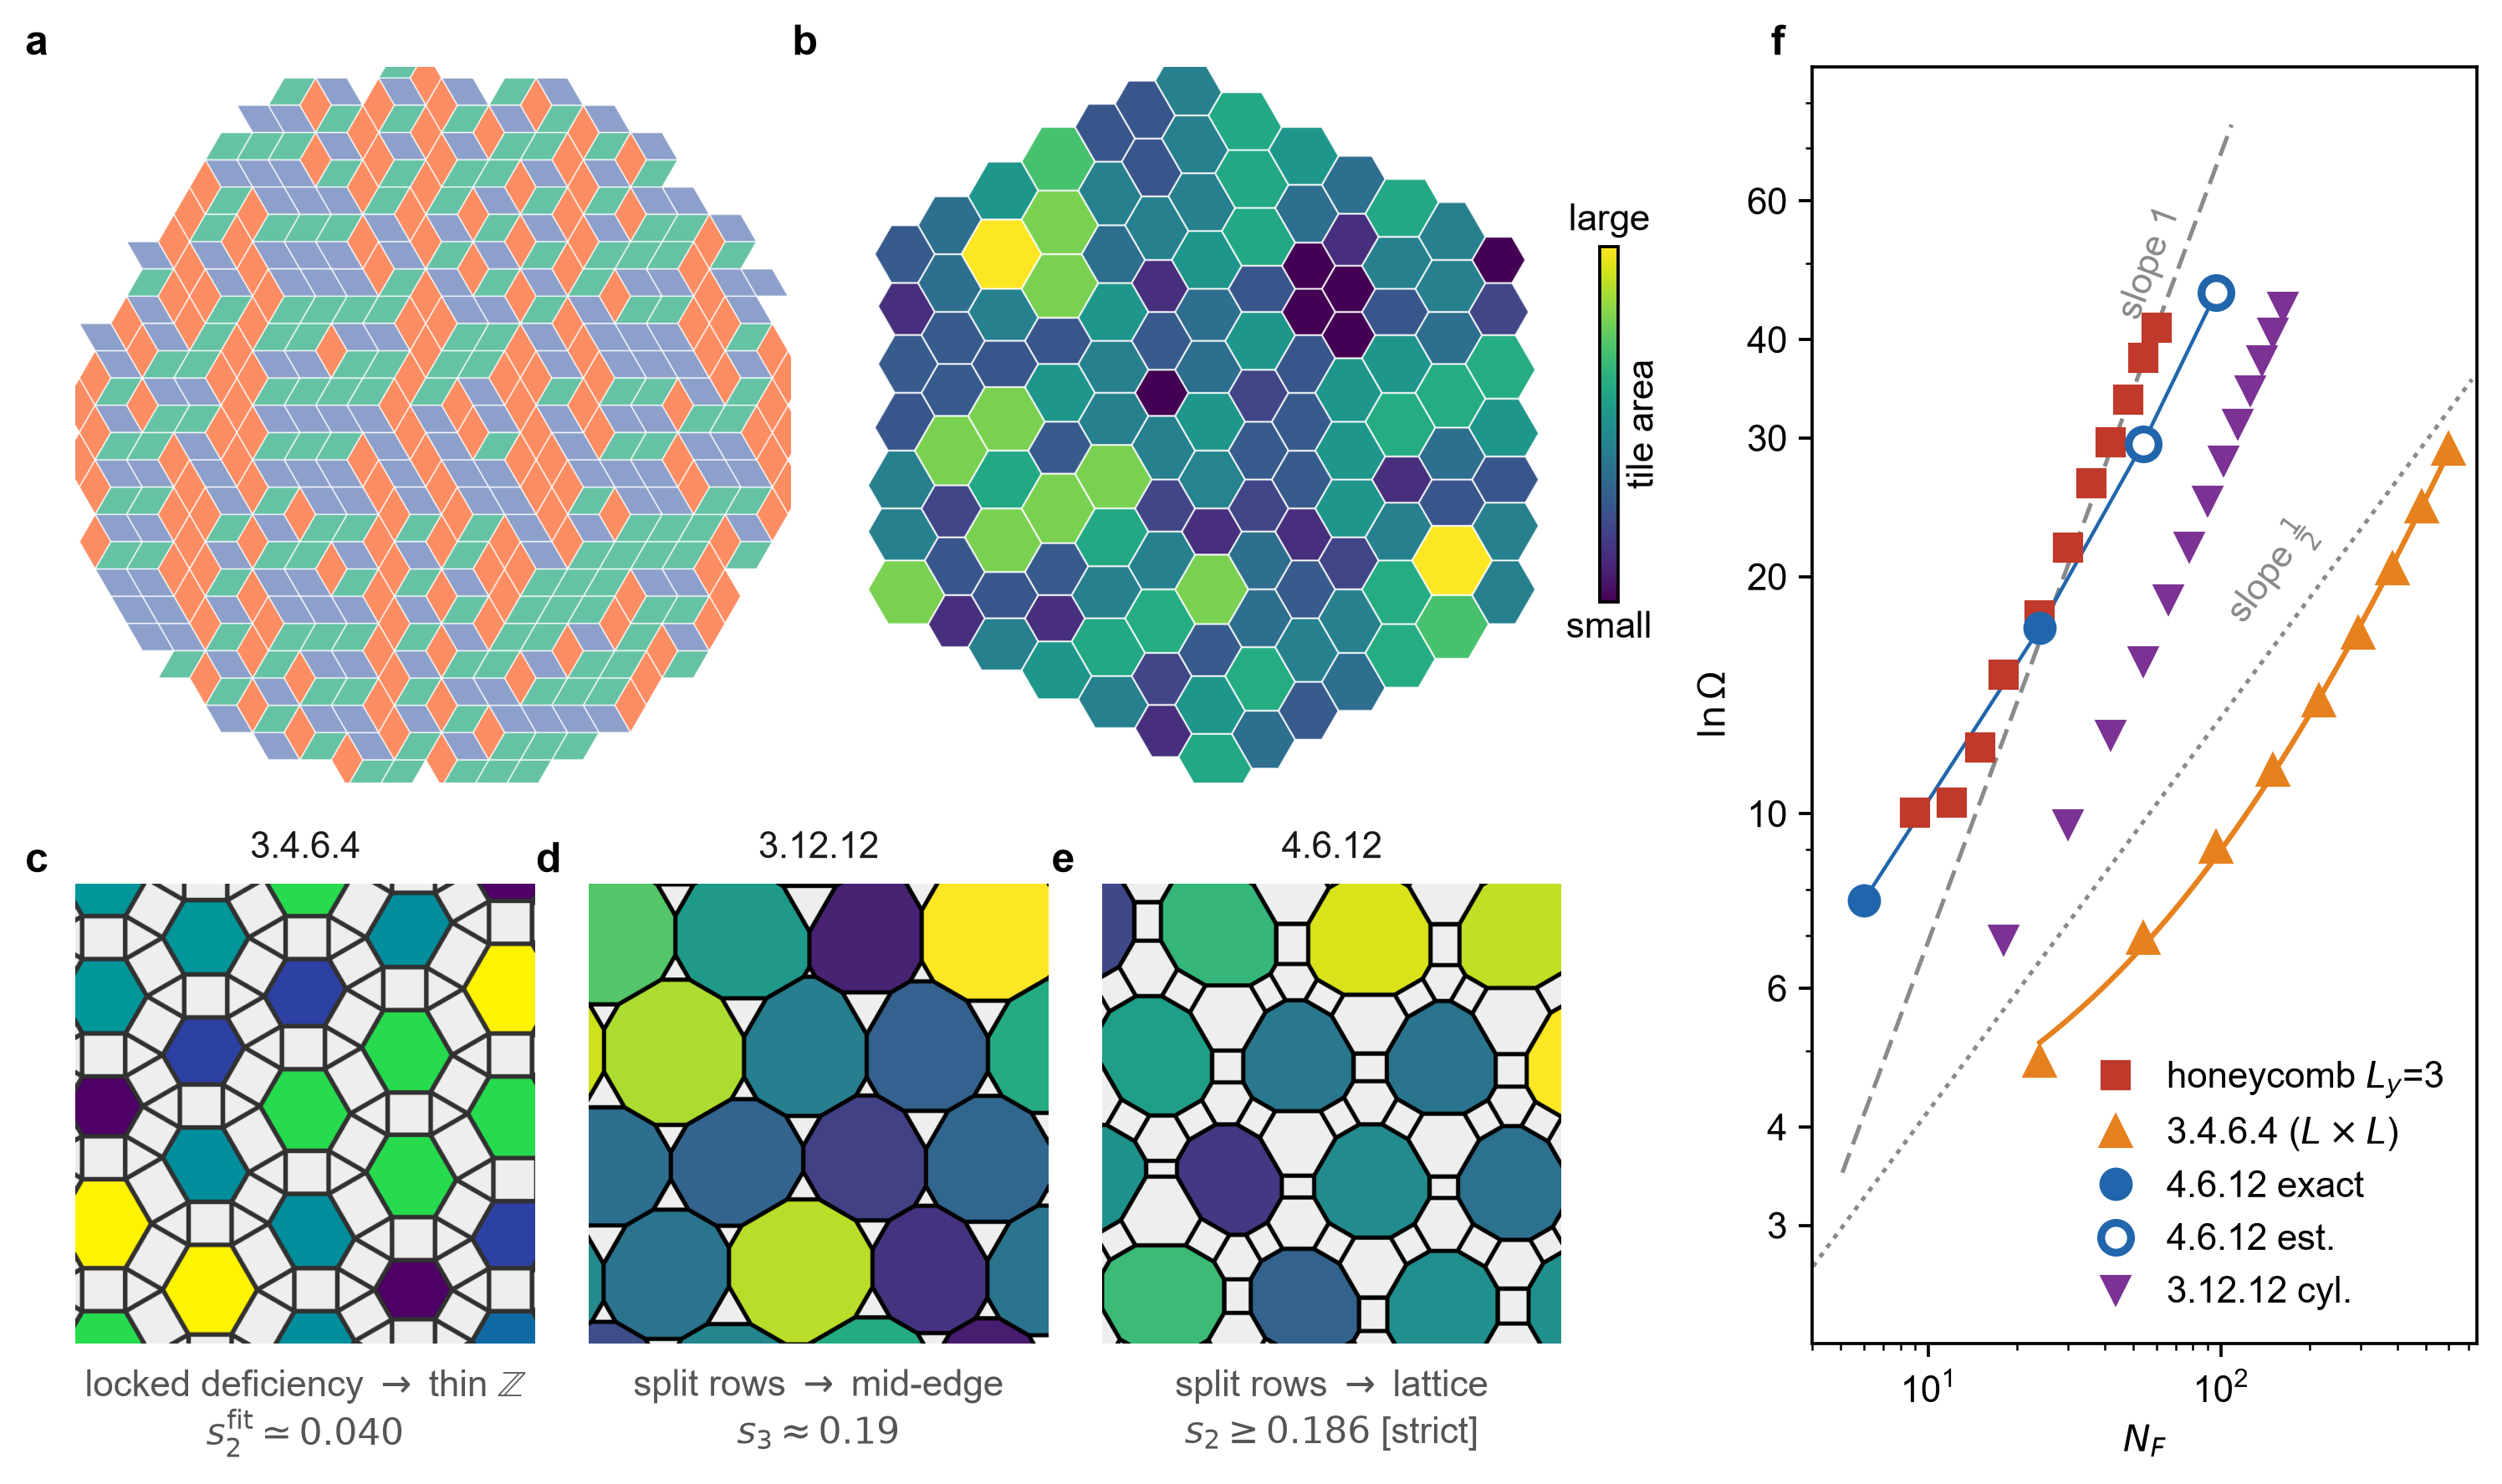 a
b
f
large
tile area
small
c
3.4.6.4
d
3.12.12
e
4.6.12
locked deficiency → thin ℤ
s₂^fit ≃ 0.040
split rows → mid-edge
s₃ ≈ 0.19
split rows → lattice
s₂ ≥ 0.186 [strict]
ln Ω
60
40
30
20
10
6
4
3
slope 1
slope ½
honeycomb L_y=3
3.4.6.4 (L × L)
4.6.12 exact
4.6.12 est.
3.12.12 cyl.
10¹
10²
N_F